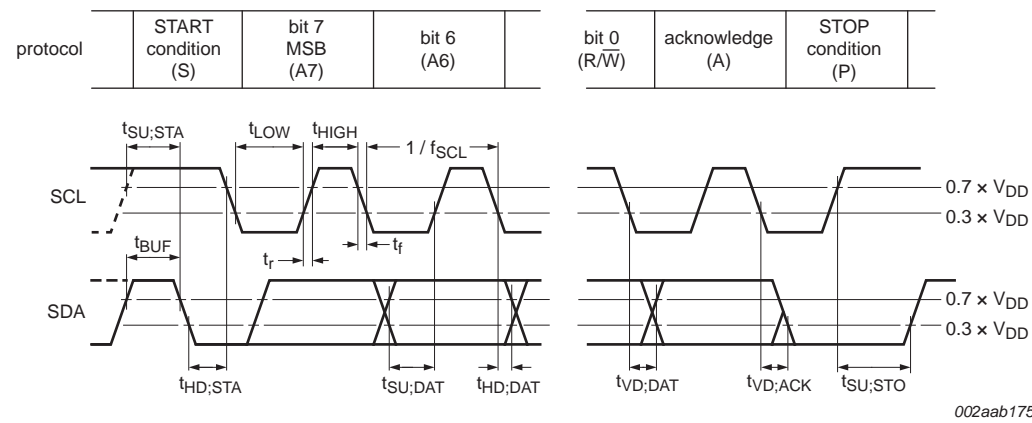 protocol
START
condition
(S)
bit 7
MSB
(A7)
bit 6
(A6)
bit 0
(R/W̅)
acknowledge
(A)
STOP
condition
(P)
tSU;STA
tLOW
tHIGH
1 / fSCL
SCL
0.7 × VDD
0.3 × VDD
tBUF
tr
tf
SDA
0.7 × VDD
0.3 × VDD
tHD;STA
tSU;DAT
tHD;DAT
tVD;DAT
tVD;ACK
tSU;STO
002aab175